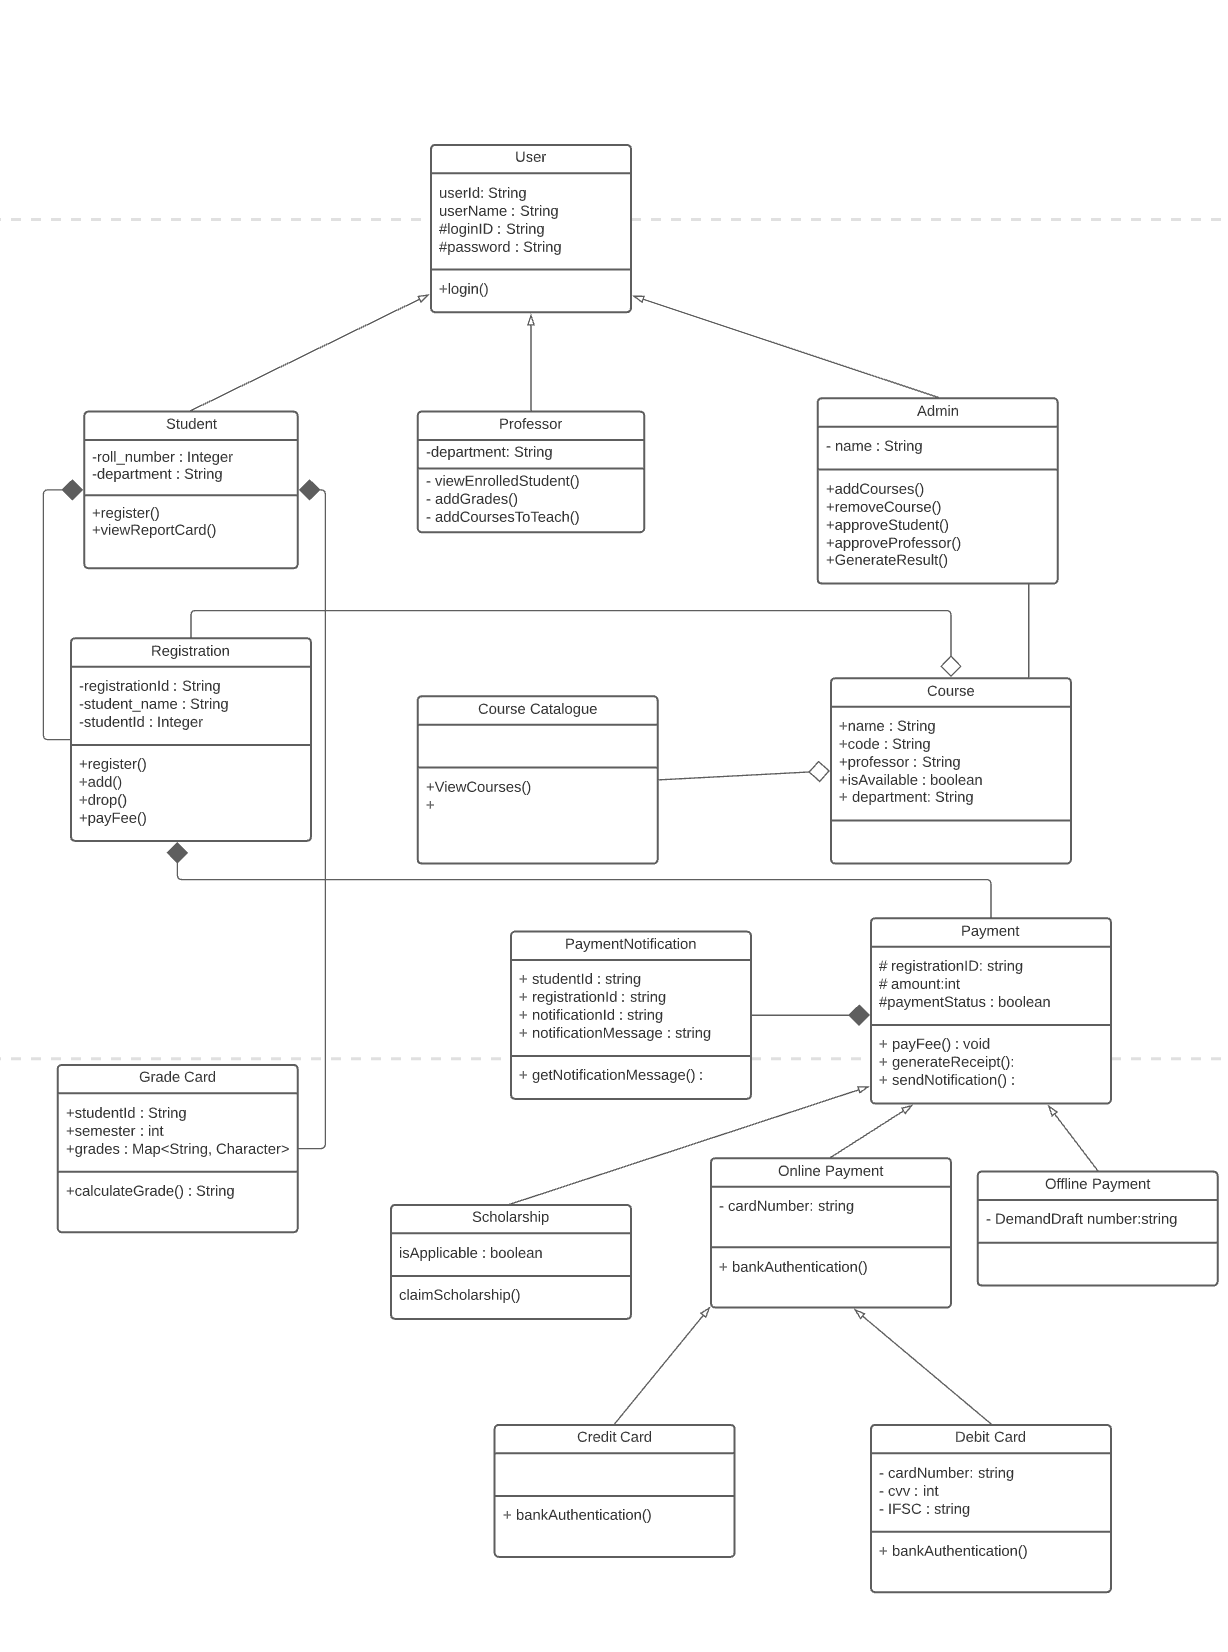 User
userId: String
userName : String
#loginID : String
#password : String
+login()
Student
-roll_number : Integer
-department : String
+register()
+viewReportCard()
Professor
-department: String
- viewEnrolledStudent()
- addGrades()
- addCoursesToTeach()
Admin
- name : String
+addCourses()
+removeCourse()
+approveStudent()
+approveProfessor()
+GenerateResult()
Registration
-registrationId : String
-student_name : String
-studentId : Integer
+register()
+add()
+drop()
+payFee()
Course Catalogue
+ViewCourses()
+
Course
+name : String
+code : String
+professor : String
+isAvailable : boolean
+ department: String
PaymentNotification
+ studentId : string
+ registrationId : string
+ notificationId : string
+ notificationMessage : string
+ getNotificationMessage() :
Payment
# registrationID: string
# amount:int
#paymentStatus : boolean
+ payFee() : void
+ generateReceipt():
+ sendNotification() :
Grade Card
+studentId : String
+semester : int
+grades : Map<String, Character>
+calculateGrade() : String
Scholarship
isApplicable : boolean
claimScholarship()
Online Payment
- cardNumber: string
+ bankAuthentication()
Offline Payment
- DemandDraft number:string
Credit Card
+ bankAuthentication()
Debit Card
- cardNumber: string
- cvv : int
- IFSC : string
+ bankAuthentication()